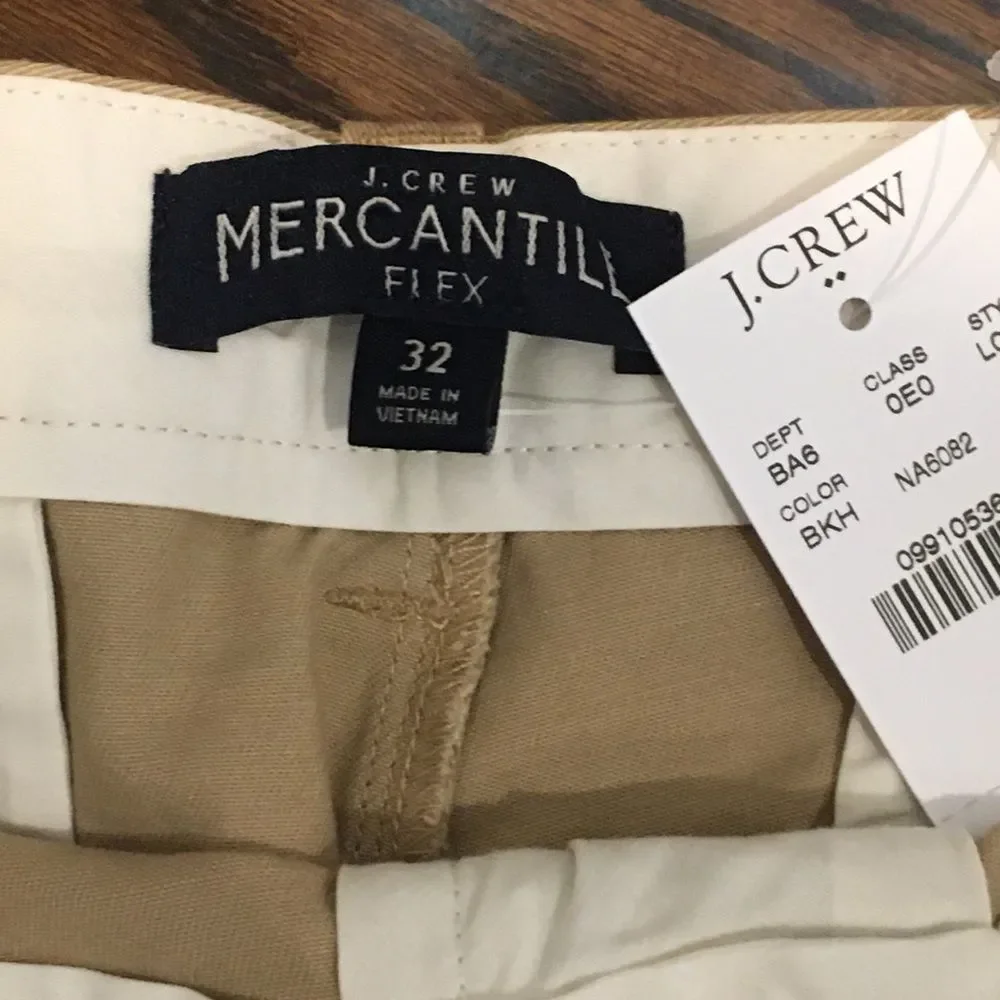 J. CREW
MERCANTILE
FLEX
32
MADE IN
VIETNAM
J.CREW
DEPT
BA6
CLASS
0E0
COLOR
BKH
NA6082